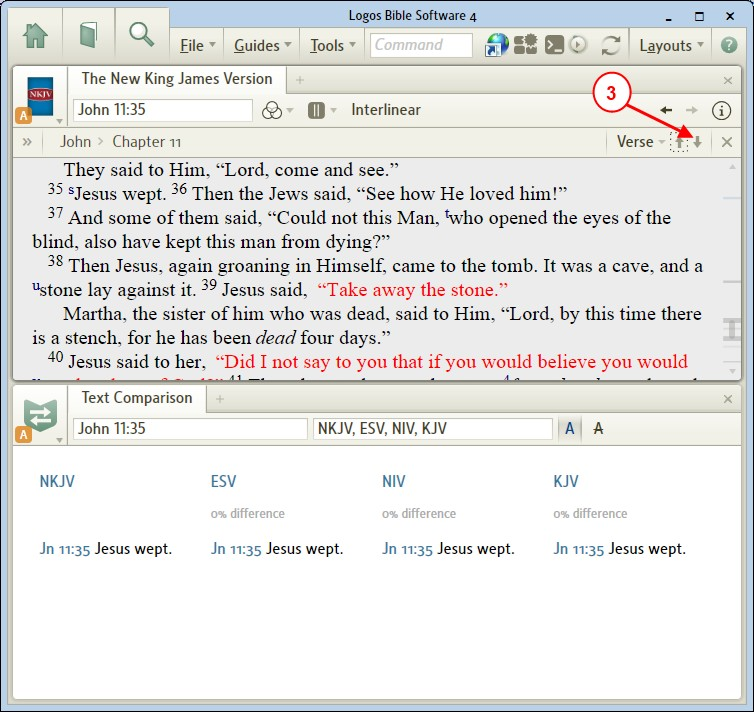 Logos Bible Software 4
File Guides Tools Command Layouts ?
The New King James Version
NKJV
A
John 11:35 Interlinear
3
» John > Chapter 11 Verse
They said to Him, “Lord, come and see.”
35 sJesus wept. 36 Then the Jews said, “See how He loved him!”
37 And some of them said, “Could not this Man, twho opened the eyes of the
blind, also have kept this man from dying?”
38 Then Jesus, again groaning in Himself, came to the tomb. It was a cave, and a
ustone lay against it. 39 Jesus said, “Take away the stone.”
Martha, the sister of him who was dead, said to Him, “Lord, by this time there
is a stench, for he has been dead four days.”
40 Jesus said to her, “Did I not say to you that if you would believe you would
Text Comparison
A
John 11:35 NKJV, ESV, NIV, KJV A A
NKJV ESV NIV KJV
0% difference 0% difference 0% difference
Jn 11:35 Jesus wept. Jn 11:35 Jesus wept. Jn 11:35 Jesus wept. Jn 11:35 Jesus wept.